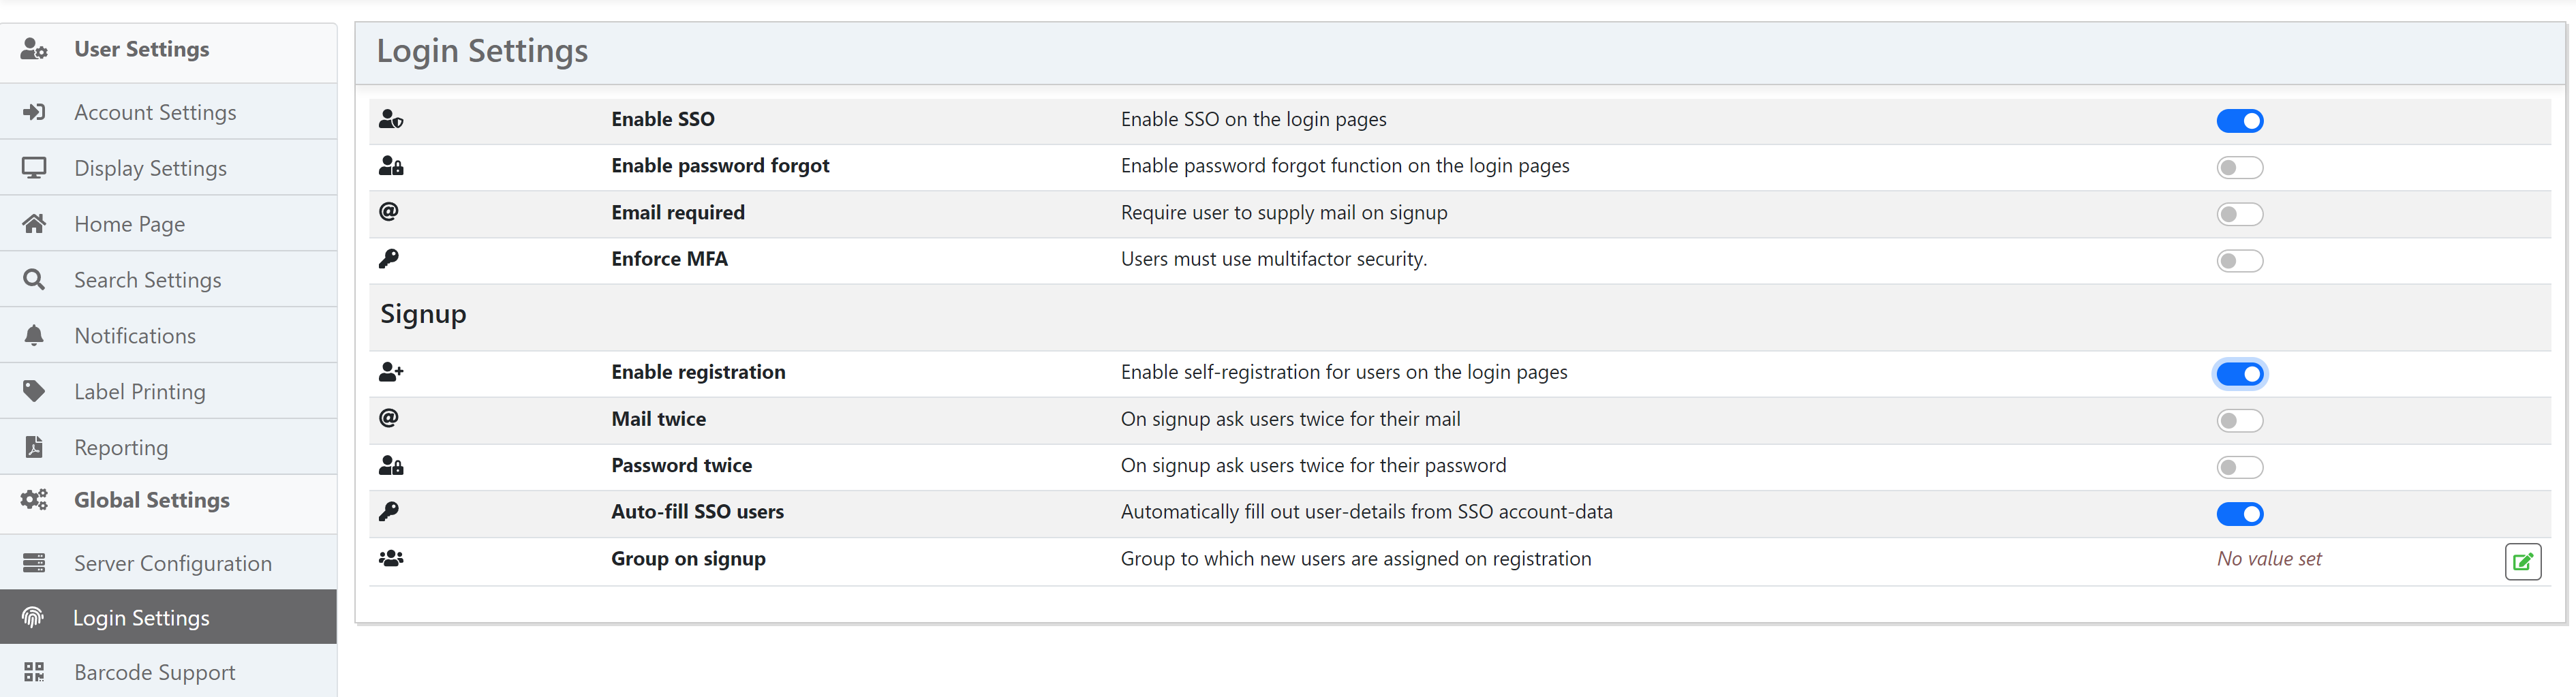 User Settings
Account Settings
Display Settings
Home Page
Search Settings
Notifications
Label Printing
Reporting
Global Settings
Server Configuration
Login Settings
Barcode Support
Login Settings
Enable SSO Enable SSO on the login pages
Enable password forgot Enable password forgot function on the login pages
Email required Require user to supply mail on signup
Enforce MFA Users must use multifactor security.
Signup
Enable registration Enable self-registration for users on the login pages
Mail twice On signup ask users twice for their mail
Password twice On signup ask users twice for their password
Auto-fill SSO users Automatically fill out user-details from SSO account-data
Group on signup Group to which new users are assigned on registration No value set